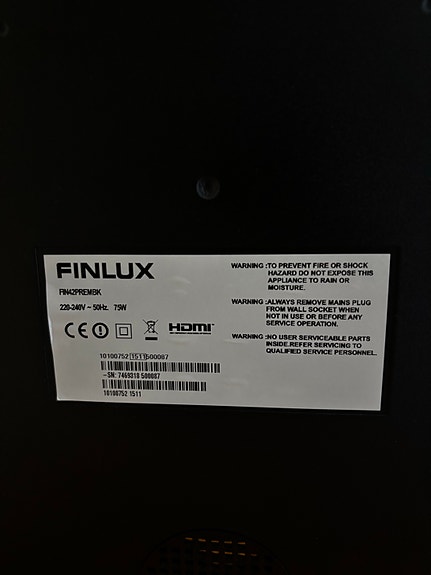 FINLUX
FIN42PREMBK
220-240V ~ 50Hz. 75W
CE
HDMI
10100752 1511 500087
-SN: 7469318 500087
10100752 1511
WARNING :TO PREVENT FIRE OR SHOCK
HAZARD DO NOT EXPOSE THIS
APPLIANCE TO RAIN OR
MOISTURE.
WARNING :ALWAYS REMOVE MAINS PLUG
FROM WALL SOCKET WHEN
NOT IN USE OR BEFORE ANY
SERVICE OPERATION.
WARNING :NO USER SERVICEABLE PARTS
INSIDE.REFER SERVICING TO
QUALIFIED SERVICE PERSONNEL.